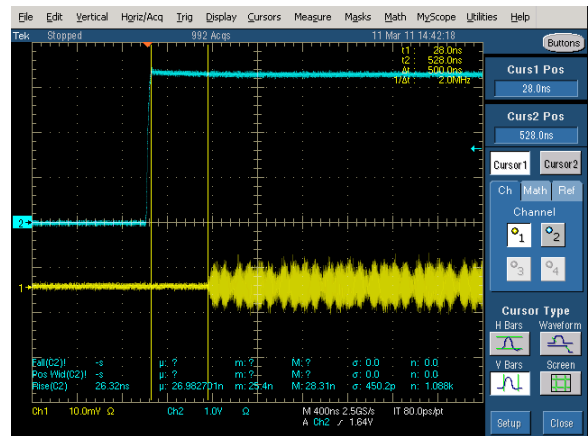 File Edit Vertical Horiz/Acq Trig Display Cursors Measure Masks Math MyScope Utilities Help
Tek Stopped 992 Acqs 11 Mar 11 14:42:18
Buttons
t1: 28.0ns
t2: 528.0ns
Δt: 500.0ns
1/Δt: 2.0MHz
Curs1 Pos
28.0ns
Curs2 Pos
528.0ns
Cursor1 Cursor2
Ch Math Ref
Channel
1 2
3 4
2
1
Cursor Type
H Bars Waveform
V Bars Screen
Setup Close
Fall(C2)! -s µ: ? m: ? M: ? σ: 0.0 n: 0.0
Pos Wid(C2)! -s µ: ? m: ? M: ? σ: 0.0 n: 0.0
Rise(C2) 26.32ns µ: 26.982701n m: 25.4n M: 28.31n σ: 450.2p n: 1.088k
Ch1 10.0mV Ω Ch2 1.0V Ω M 400ns 2.5GS/s IT 80.0ps/pt
A Ch2 1.64V